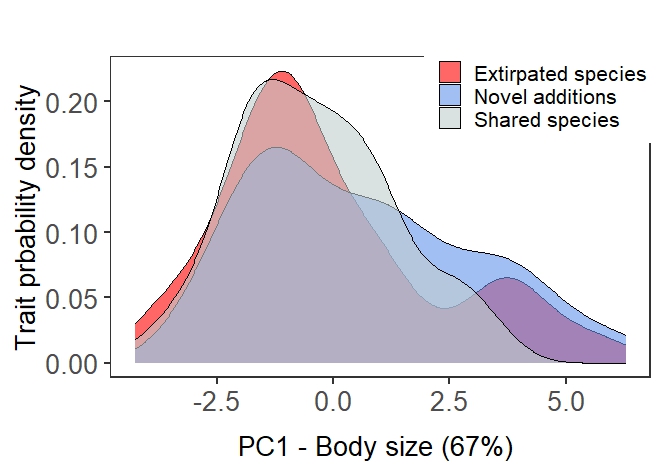 Extirpated species
Novel additions
Shared species
Trait prbability density
0.20
0.15
0.10
0.05
0.00
-2.5
0.0
2.5
5.0
PC1 - Body size (67%)